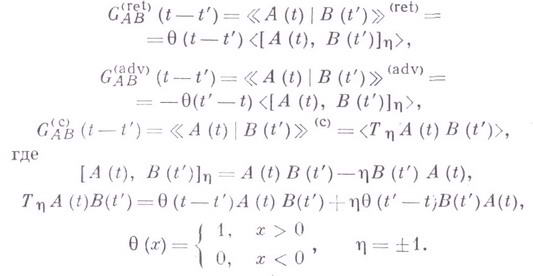 G_{AB}^{(ret)} (t—t′) = ≪ A (t) | B (t′) ≫^{(ret)} =
= θ (t—t′) <[A (t), B (t′)]_η>,
G_{AB}^{(adv)} (t—t′) = ≪ A (t) | B (t′) ≫^{(adv)} =
= —θ(t′—t) <[A (t), B (t′)]_η>,
G_{AB}^{(c)} (t—t′) = ≪ A (t) | B (t′) ≫^{(c)} = <T_η A (t) B (t′)>,
где
[A (t), B (t′)]_η = A (t) B (t′)—ηB (t′) A (t),
T_η A (t)B(t′) = θ (t—t′)A (t) B(t′) + ηθ (t′—t)B(t′)A(t),
θ (x) = { 1, x > 0
0, x < 0 , η = ±1.